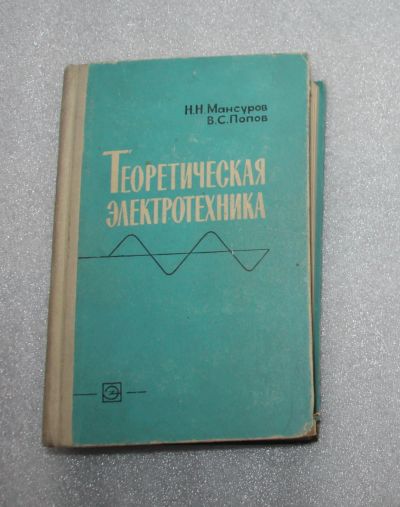 Н.Н.Мансуров
В.С.Попов
ТЕОРЕТИЧЕСКАЯ
ЭЛЕКТРОТЕХНИКА